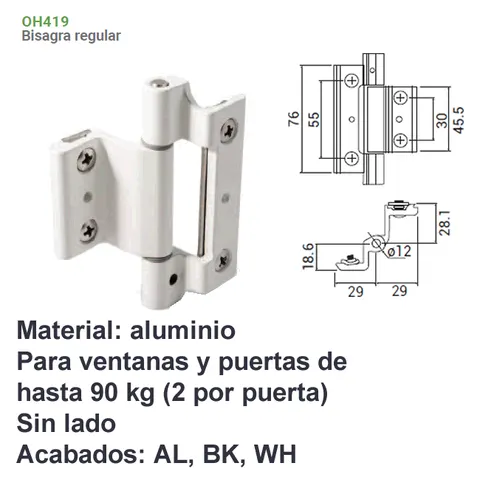 OH419
Bisagra regular
76
55
30
45.5
28.1
18.6
ø12
29
29
Material: aluminio
Para ventanas y puertas de
hasta 90 kg (2 por puerta)
Sin lado
Acabados: AL, BK, WH